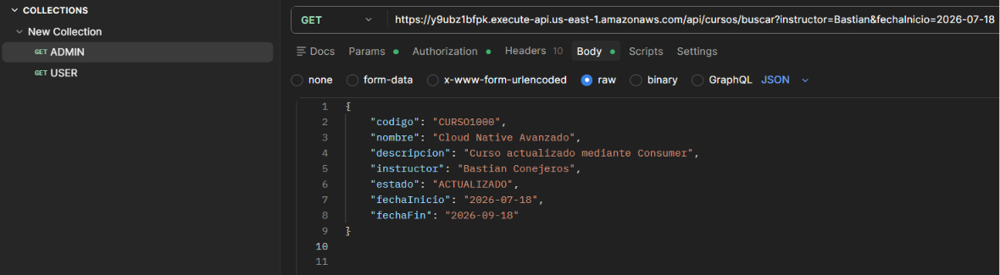 COLLECTIONS
New Collection
GET ADMIN
GET USER
GET https://y9ubz1bfpk.execute-api.us-east-1.amazonaws.com/api/cursos/buscar?instructor=Bastian&fechaInicio=2026-07-18
Docs Params Authorization Headers 10 Body Scripts Settings
none form-data x-www-form-urlencoded raw binary GraphQL JSON
1 {
2 "codigo": "CURSO1000",
3 "nombre": "Cloud Native Avanzado",
4 "descripcion": "Curso actualizado mediante Consumer",
5 "instructor": "Bastian Conejeros",
6 "estado": "ACTUALIZADO",
7 "fechaInicio": "2026-07-18",
8 "fechaFin": "2026-09-18"
9 }
10
11